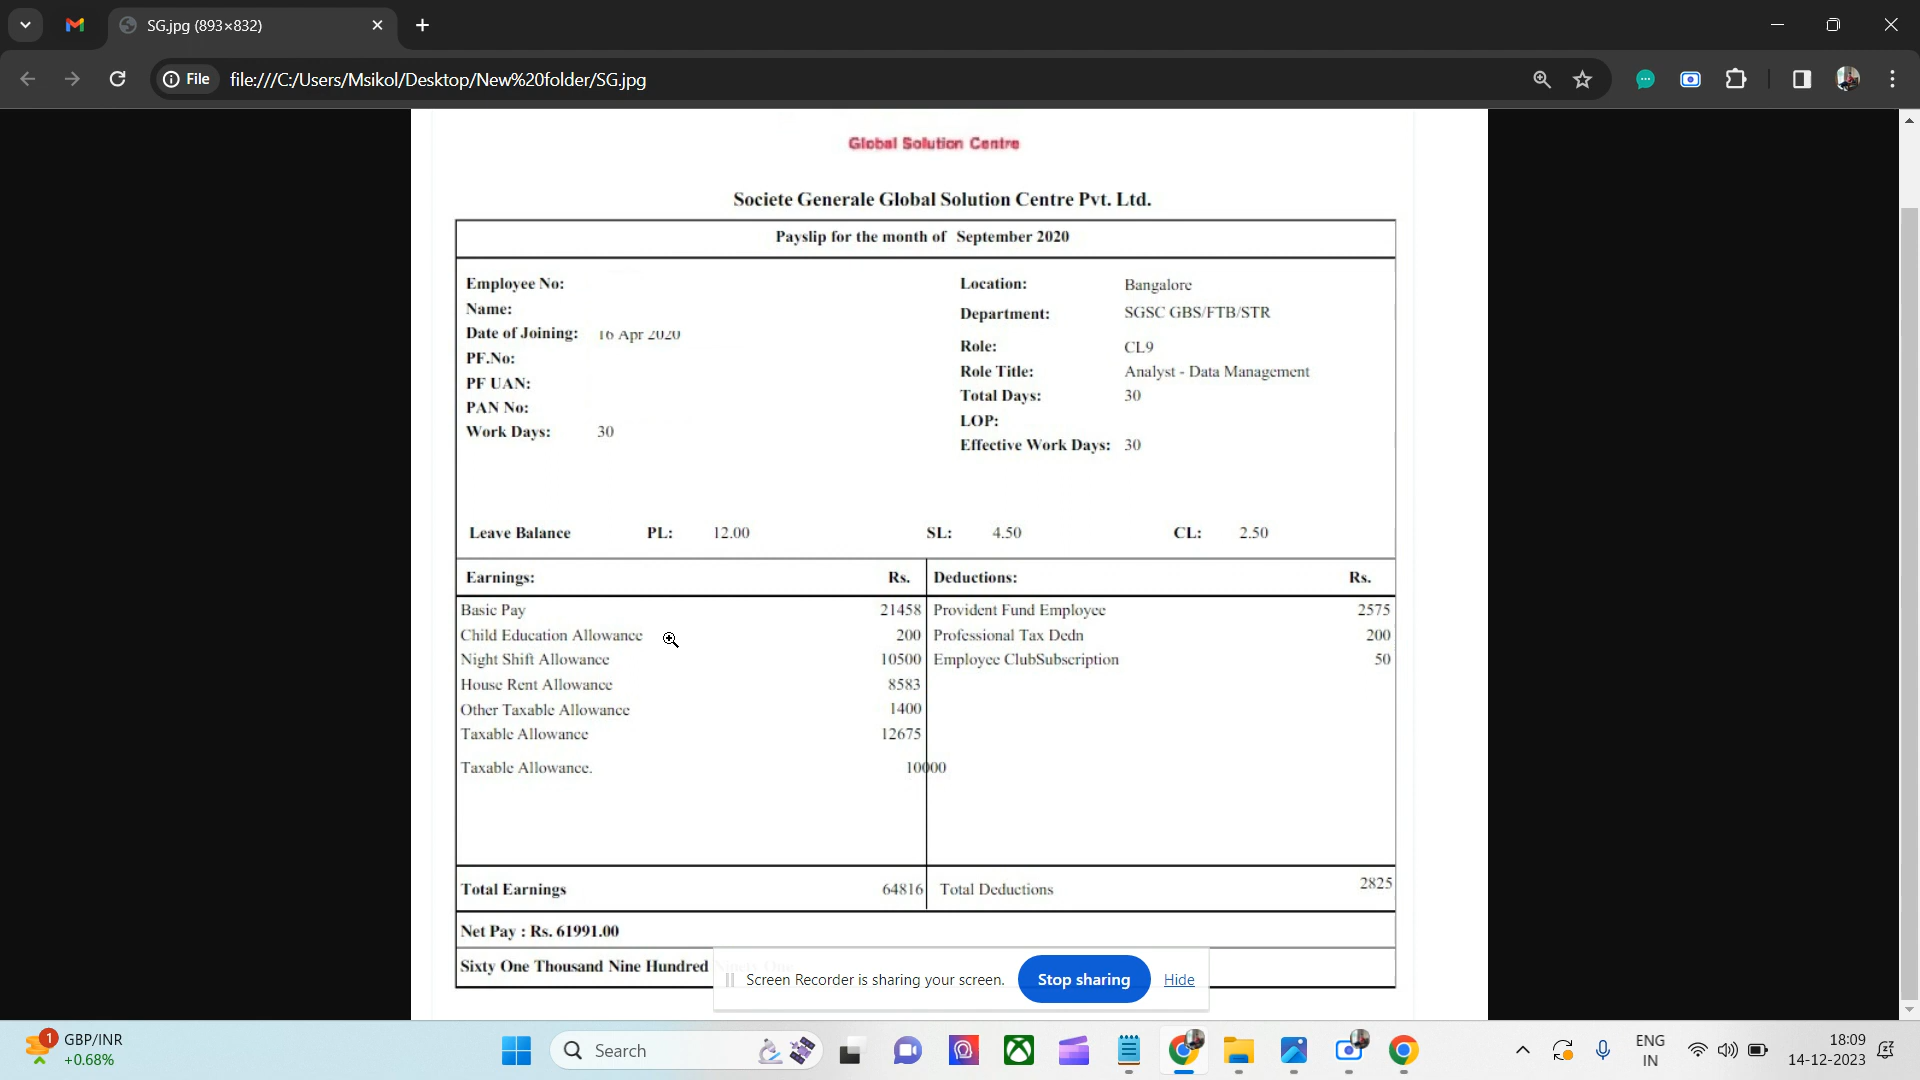 SG.jpg (893×832)
File
file:///C:/Users/Msikol/Desktop/New%20folder/SG.jpg
Global Solution Centre
Societe Generale Global Solution Centre Pvt. Ltd.
Payslip for the month of September 2020
Employee No:
Name:
Date of Joining: 16 Apr 2020
PF.No:
PF UAN:
PAN No:
Work Days: 30
Location: Bangalore
Department: SGSC GBS/FTB/STR
Role: CL9
Role Title: Analyst - Data Management
Total Days: 30
LOP:
Effective Work Days: 30
Leave Balance PL: 12.00 SL: 4.50 CL: 2.50
Earnings: Rs. Deductions: Rs.
Basic Pay 21458 Provident Fund Employee 2575
Child Education Allowance 200 Professional Tax Dedn 200
Night Shift Allowance 10500 Employee ClubSubscription 50
House Rent Allowance 8583
Other Taxable Allowance 1400
Taxable Allowance 12675
Taxable Allowance. 10000
Total Earnings 64816 Total Deductions 2825
Net Pay : Rs. 61991.00
Sixty One Thousand Nine Hundred
Screen Recorder is sharing your screen. Stop sharing Hide
1
GBP/INR
+0.68%
Search
ENG
IN
18:09
14-12-2023